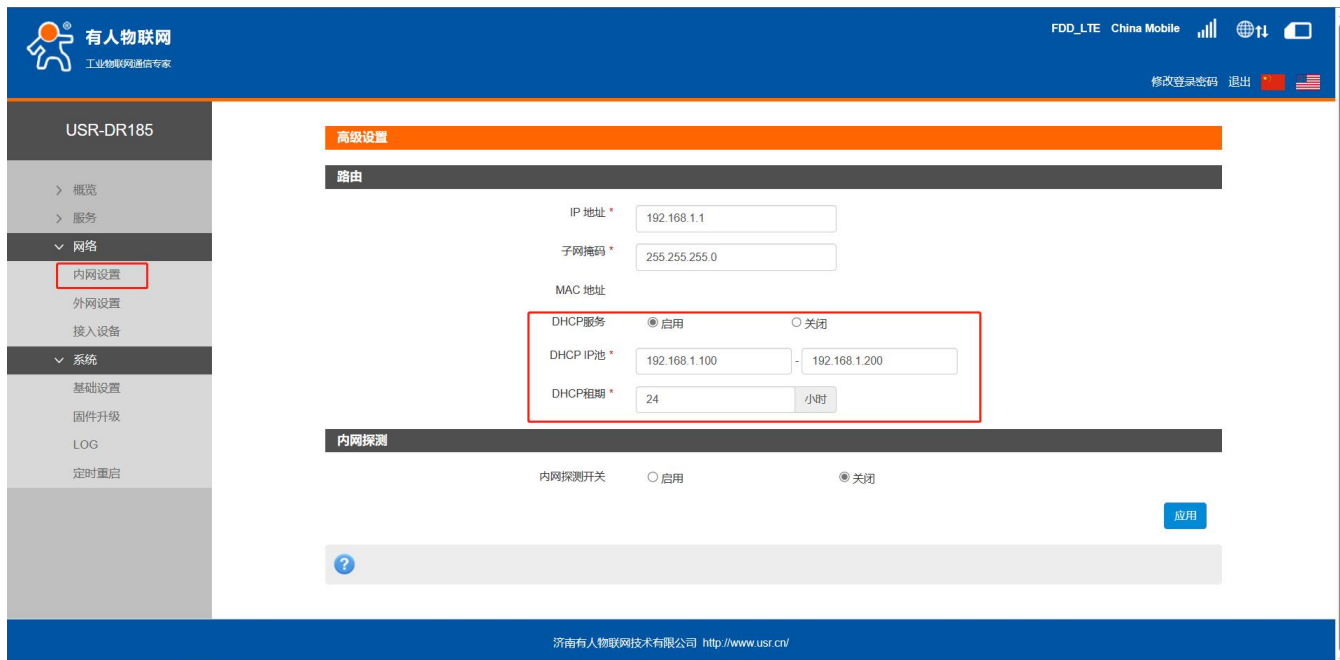 有人物联网
工业物联网通信专家
FDD_LTE China Mobile
修改登录密码 退出
USR-DR185
概览
服务
网络
内网设置
外网设置
接入设备
系统
基础设置
固件升级
LOG
定时重启
高级设置
路由
IP 地址 * 192.168.1.1
子网掩码 * 255.255.255.0
MAC 地址
DHCP服务 启用 关闭
DHCP IP池 * 192.168.1.100 - 192.168.1.200
DHCP租期 * 24 小时
内网探测
内网探测开关 启用 关闭
应用
济南有人物联网技术有限公司 http://www.usr.cn/